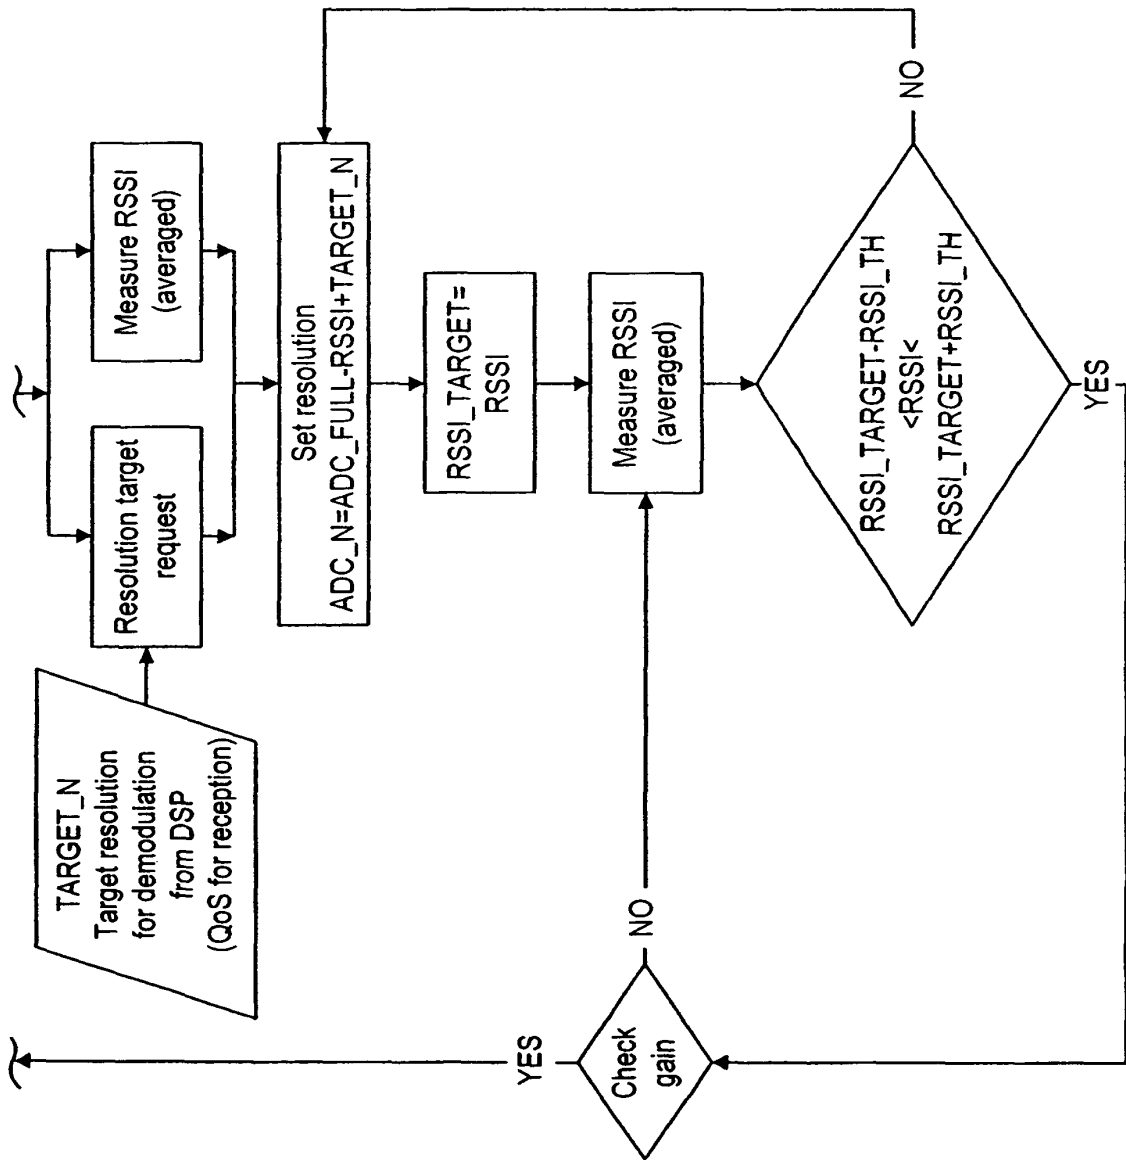 TARGET_N
Target resolution
for demodulation
from DSP
(QoS for reception)
Resolution target
request
Measure RSSI
(averaged)
Set resolution
ADC_N=ADC_FULL-RSSI+TARGET_N
RSSI_TARGET=
RSSI
Measure RSSI
(averaged)
RSSI_TARGET-RSSI_TH
<RSSI<
RSSI_TARGET+RSSI_TH
NO
YES
Check
gain
NO
YES